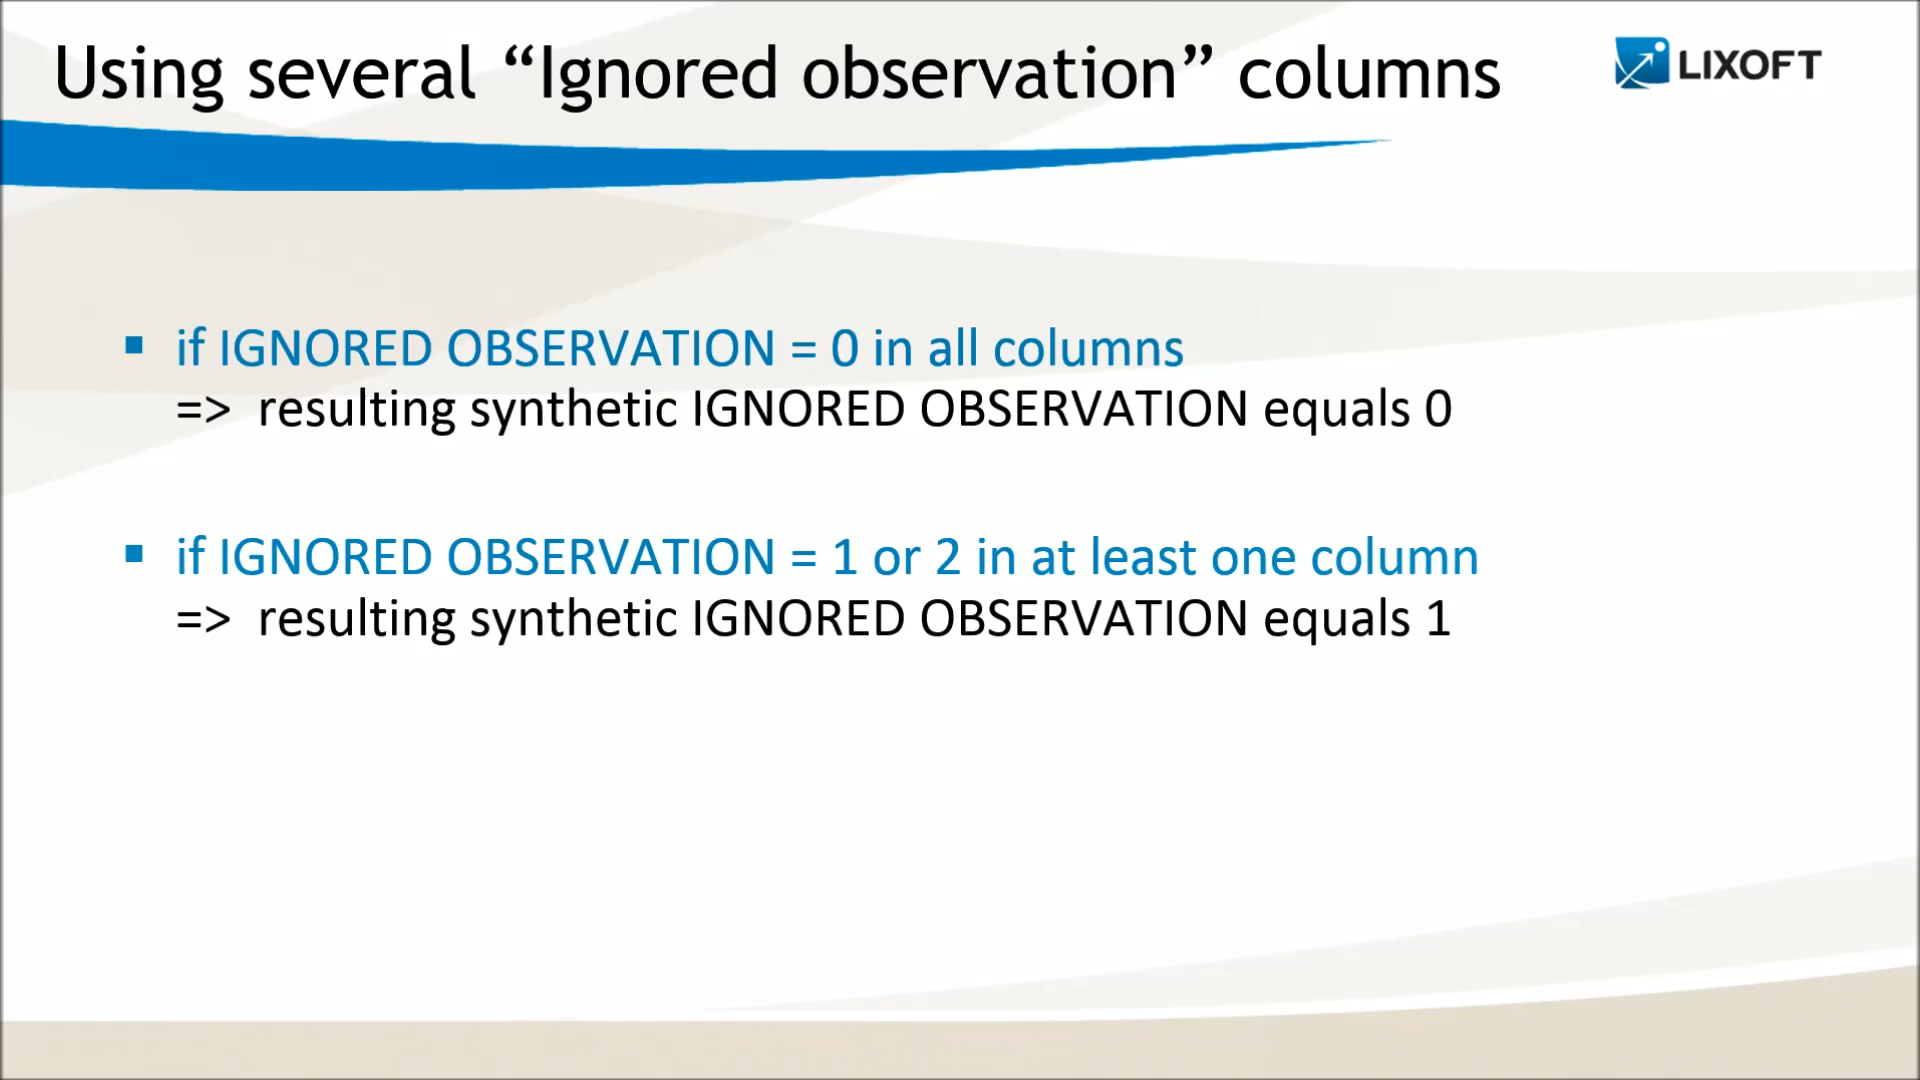 Using several “Ignored observation” columns
LIXOFT
▪ if IGNORED OBSERVATION = 0 in all columns
=> resulting synthetic IGNORED OBSERVATION equals 0
▪ if IGNORED OBSERVATION = 1 or 2 in at least one column
=> resulting synthetic IGNORED OBSERVATION equals 1